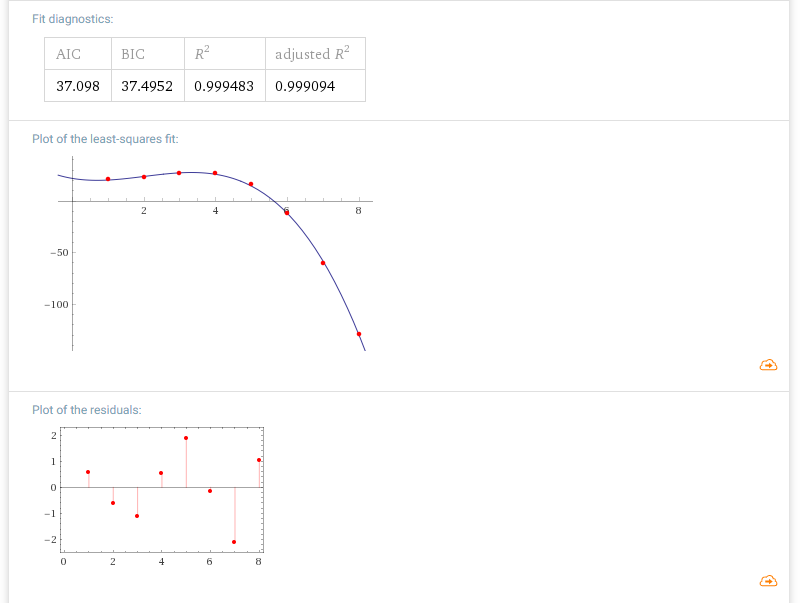 Fit diagnostics:
AIC BIC R² adjusted R²
37.098 37.4952 0.999483 0.999094
Plot of the least-squares fit:
2 4 6 8
−50
−100
Plot of the residuals:
2
1
0
−1
−2
0 2 4 6 8